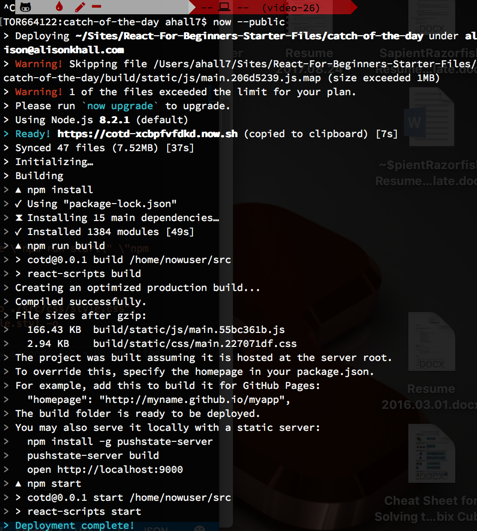 ^C
-- -- (video-26)
[TOR664122:catch-of-the-day ahall7$ now --public
> Deploying ~/Sites/React-For-Beginners-Starter-Files/catch-of-the-day under al
ison@alisonkhall.com
> Warning! Skipping file /Users/ahall7/Sites/React-For-Beginners-Starter-Files/
catch-of-the-day/build/static/js/main.206d5239.js.map (size exceeded 1MB)
> Warning! 1 of the files exceeded the limit for your plan.
> Please run `now upgrade` to upgrade.
> Using Node.js 8.2.1 (default)
> Ready! https://cotd-xcbpfvfdkd.now.sh (copied to clipboard) [7s]
> Synced 47 files (7.52MB) [37s]
> Initializing…
> Building
> ▲ npm install
> ✓ Using "package-lock.json"
> ⧗ Installing 15 main dependencies…
> ✓ Installed 1384 modules [49s]
> ▲ npm run build
> > cotd@0.0.1 build /home/nowuser/src
> > react-scripts build
> Creating an optimized production build...
> Compiled successfully.
> File sizes after gzip:
>   166.43 KB  build/static/js/main.55bc361b.js
>   2.94 KB  build/static/css/main.227071df.css
> The project was built assuming it is hosted at the server root.
> To override this, specify the homepage in your package.json.
> For example, add this to build it for GitHub Pages:
>   "homepage": "http://myname.github.io/myapp",
> The build folder is ready to be deployed.
> You may also serve it locally with a static server:
>   npm install -g pushstate-server
>   pushstate-server build
>   open http://localhost:9000
> ▲ npm start
> > cotd@0.0.1 start /home/nowuser/src
> > react-scripts start
> Deployment complete!
Resume
SapientRazorfish
~$pientRazorfish
Resume...late.docx
DOCX
Resume
2016.03.01.docx
Cheat Sheet for
Solving t...bix Cub